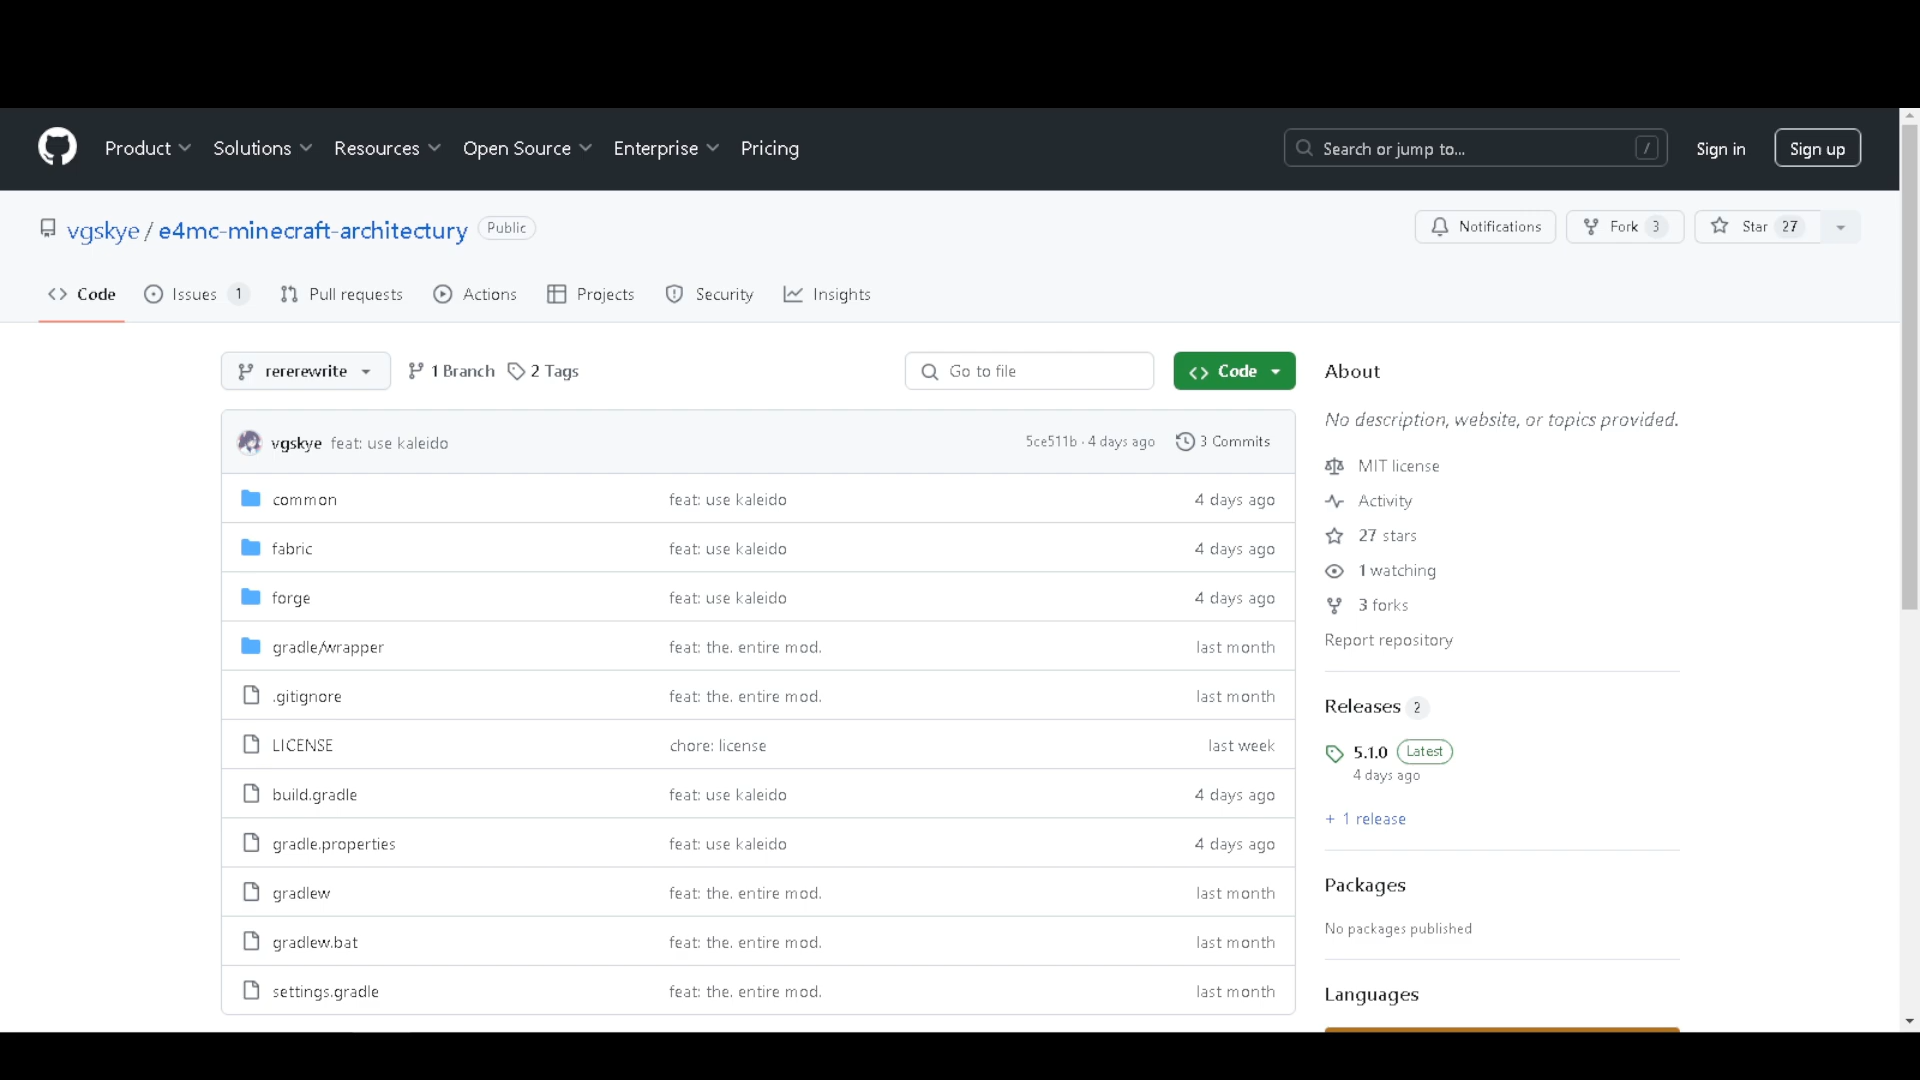 Product Solutions Resources Open Source Enterprise Pricing Search or jump to... / Sign in Sign up
vgskye / e4mc-minecraft-architectury Public Notifications Fork 3 Star 27
Code Issues 1 Pull requests Actions Projects Security Insights
rererewrite 1 Branch 2 Tags Go to file Code
vgskye feat: use kaleido 5ce511b · 4 days ago 3 Commits
common feat: use kaleido 4 days ago
fabric feat: use kaleido 4 days ago
forge feat: use kaleido 4 days ago
gradle/wrapper feat: the. entire mod. last month
.gitignore feat: the. entire mod. last month
LICENSE chore: license last week
build.gradle feat: use kaleido 4 days ago
gradle.properties feat: use kaleido 4 days ago
gradlew feat: the. entire mod. last month
gradlew.bat feat: the. entire mod. last month
settings.gradle feat: the. entire mod. last month
About
No description, website, or topics provided.
MIT license
Activity
27 stars
1 watching
3 forks
Report repository
Releases 2
5.1.0 Latest
4 days ago
+ 1 release
Packages
No packages published
Languages